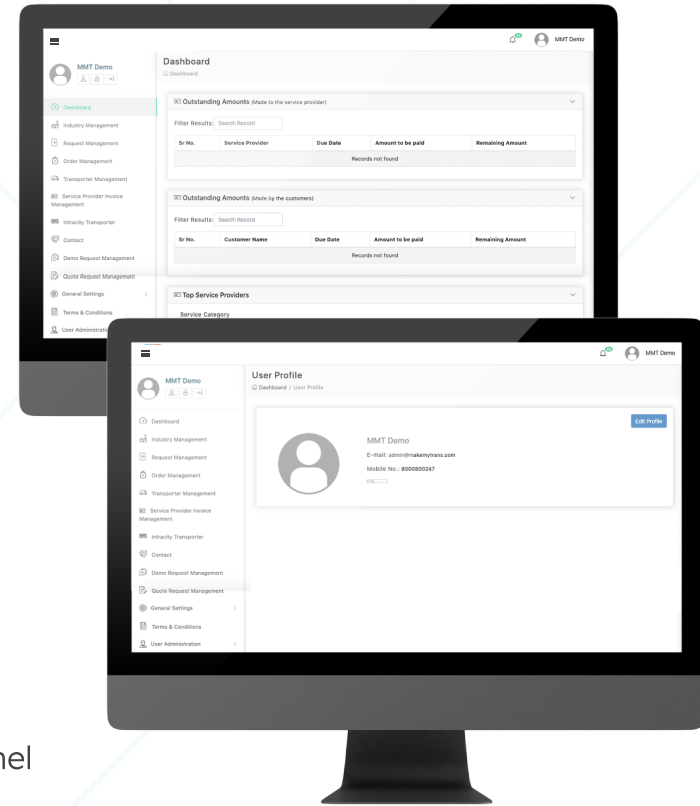 MMT Demo
MMT Demo
Dashboard
Dashboard
Dashboard
Industry Management
Request Management
Order Management
Transporter Management
Service Provider Invoice
Management
Intracity Transporter
Contact
Demo Request Management
Quote Request Management
General Settings
Terms & Conditions
Outstanding Amounts (Made to the service provider)
Filter Results: Search Record
Sr No. Service Provider Due Date Amount to be paid Remaining Amount
Records not found
Outstanding Amounts (Made by the customers)
Filter Results: Search Record
Sr No. Customer Name Due Date Amount to be paid Remaining Amount
Records not found
Top Service Providers
Service Category
MMT Demo
MMT Demo
User Profile
Dashboard / User Profile
Dashboard
Industry Management
Request Management
Order Management
Transporter Management
Service Provider Invoice
Management
Intracity Transporter
Contact
Demo Request Management
Quote Request Management
General Settings
Terms & Conditions
User Administration
Edit Profile
MMT Demo
E-mail: admin@makemytrans.com
Mobile No.: 8000800247
nel